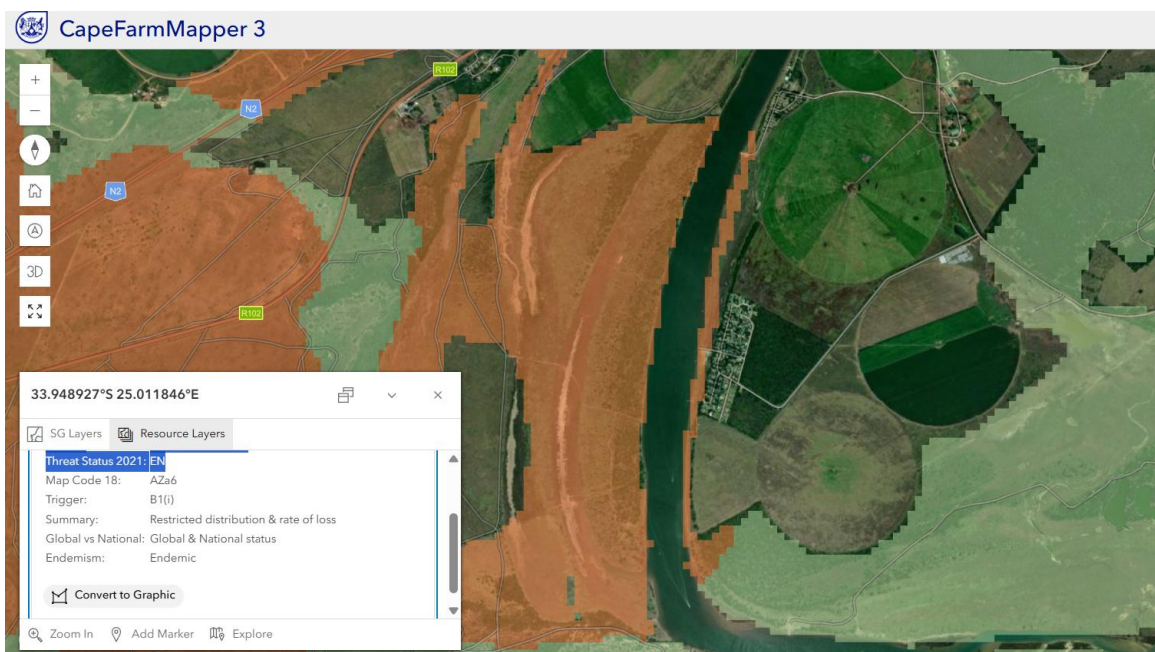 CapeFarmMapper 3
R102
N2
N2
3D
R102
33.948927°S 25.011846°E
SG Layers Resource Layers
Threat Status 2021: EN
Map Code 18: AZa6
Trigger: B1(i)
Summary: Restricted distribution & rate of loss
Global vs National: Global & National status
Endemism: Endemic
Convert to Graphic
Zoom In Add Marker Explore